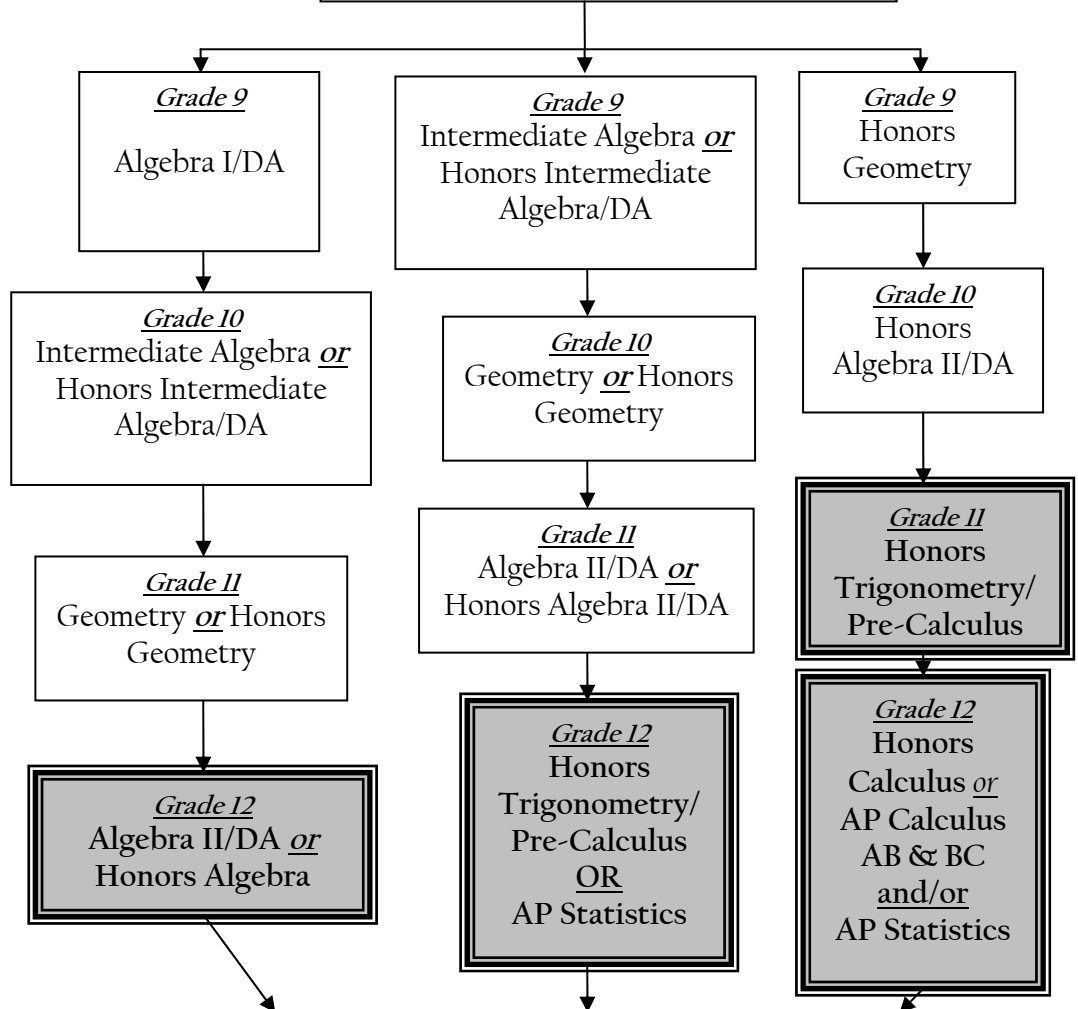 Grade 9
Algebra I/DA
Grade 10
Intermediate Algebra or
Honors Intermediate
Algebra/DA
Grade 11
Geometry or Honors
Geometry
Grade 12
Algebra II/DA or
Honors Algebra
Grade 9
Intermediate Algebra or
Honors Intermediate
Algebra/DA
Grade 10
Geometry or Honors
Geometry
Grade 11
Algebra II/DA or
Honors Algebra II/DA
Grade 12
Honors
Trigonometry/
Pre-Calculus
OR
AP Statistics
Grade 9
Honors
Geometry
Grade 10
Honors
Algebra II/DA
Grade 11
Honors
Trigonometry/
Pre-Calculus
Grade 12
Honors
Calculus or
AP Calculus
AB & BC
and/or
AP Statistics